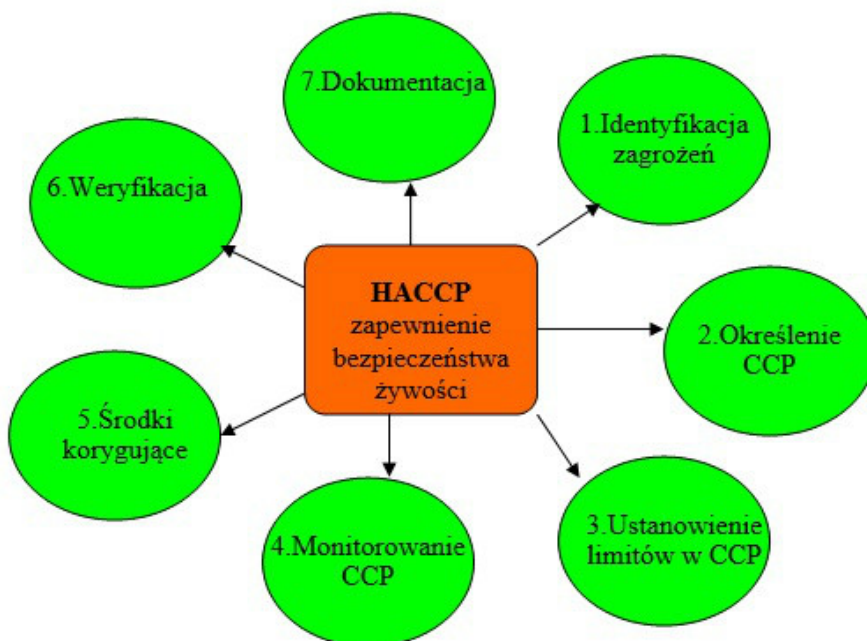 7.Dokumentacja
1.Identyfikacja
zagrożeń
6.Weryfikacja
HACCP
zapewnienie
bezpieczeństwa
żywości
2.Określenie
CCP
5.Środki
korygujące
4.Monitorowanie
CCP
3.Ustanowienie
limitów w CCP